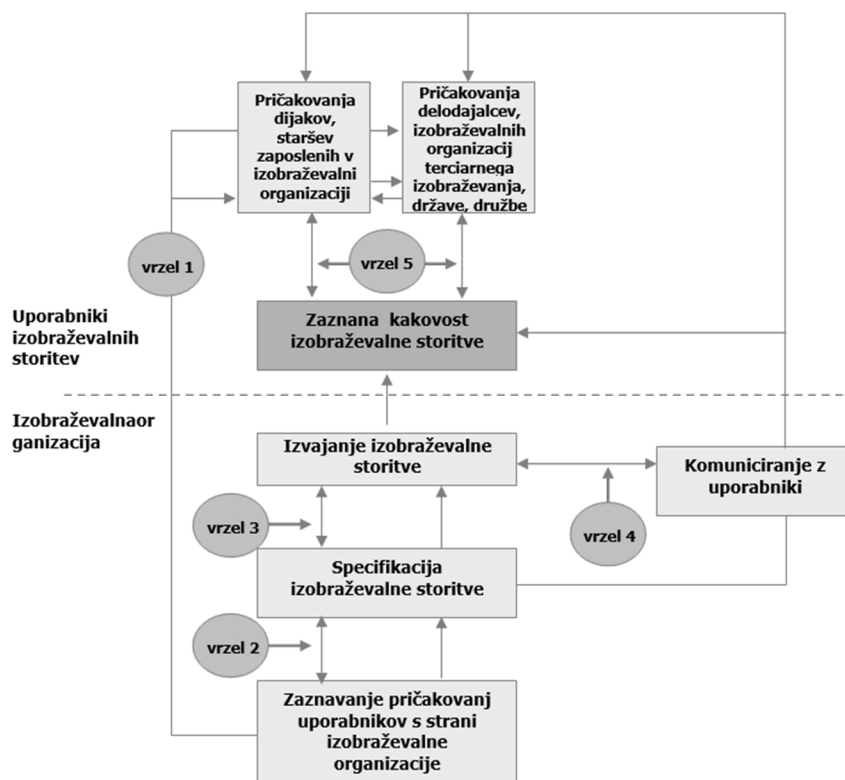 Pričakovanja
dijakov,
staršev
zaposlenih v
izobraževalni
organizaciji
Pričakovanja
delodajalcev,
izobraževalnih
organizacij
terciarnega
izobraževanja,
države, družbe
vrzel 1
vrzel 5
Uporabniki
izobraževalnih
storitev
Zaznana kakovost
izobraževalne storitve
Izobraževalnaor
ganizacija
Izvajanje izobraževalne
storitve
Komuniciranje z
uporabniki
vrzel 3
vrzel 4
Specifikacija
izobraževalne storitve
vrzel 2
Zaznavanje pričakovanj
uporabnikov s strani
izobraževalne
organizacije